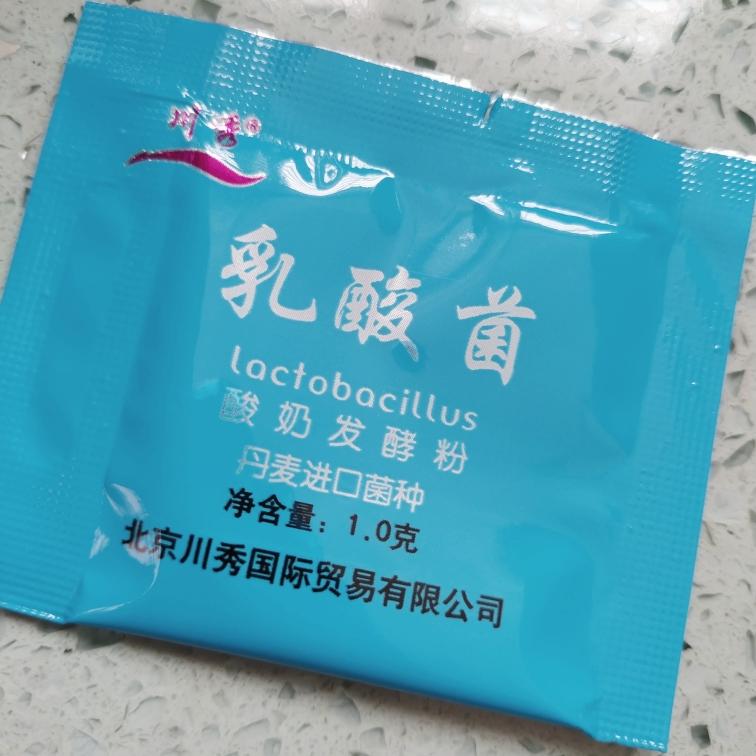 川秀®
乳酸菌
lactobacillus
酸奶发酵粉
丹麦进口菌种
净含量：1.0克
北京川秀国际贸易有限公司